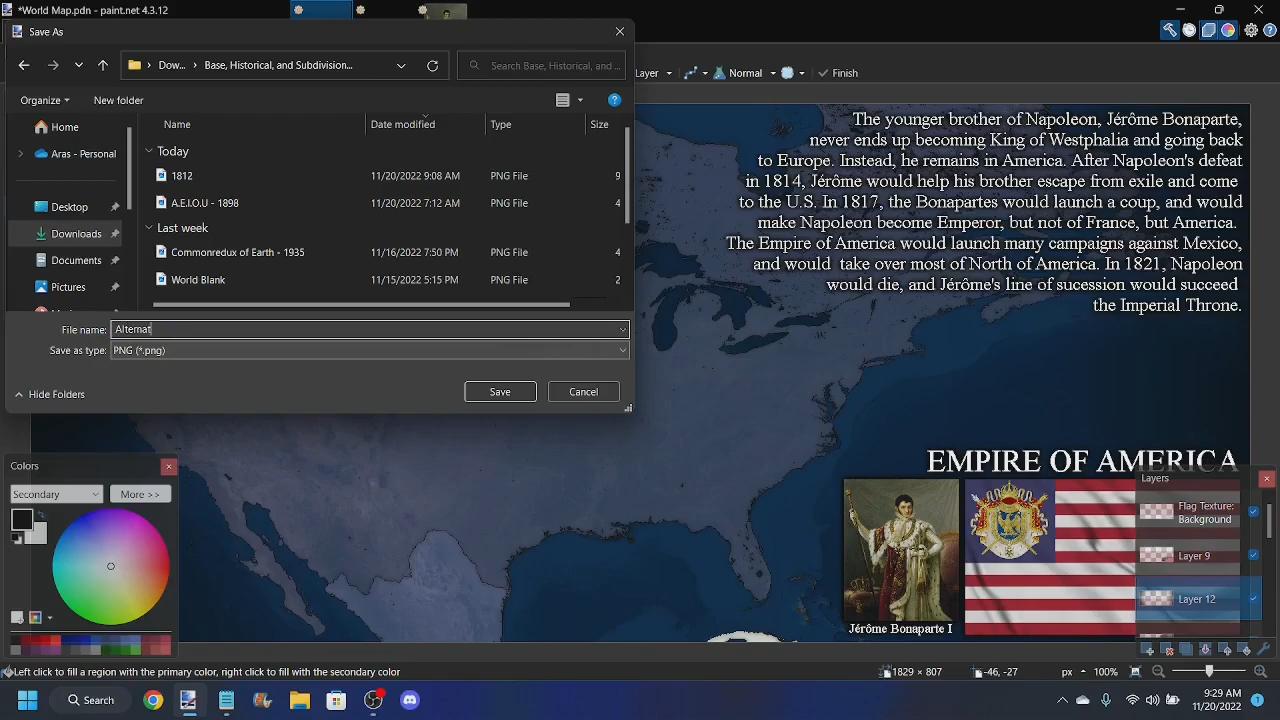 *World Map.pdn - paint.net 4.3.12
Save As
Dow... > Base, Historical, and Subdivision...
Search Base, Historical, and ...
Layer
Normal
Finish
Organize
New folder
Home
Aras - Personal
Desktop
Downloads
Documents
Pictures
Name
Date modified
Type
Size
Today
1812
11/20/2022 9:08 AM
PNG File
9
A.E.I.O.U - 1898
11/20/2022 7:12 AM
PNG File
4
Last week
Commonredux of Earth - 1935
11/16/2022 7:50 PM
PNG File
4
World Blank
11/15/2022 5:15 PM
PNG File
2
File name:
Alternat
Save as type:
PNG (*.png)
Hide Folders
Save
Cancel
The younger brother of Napoleon, Jérôme Bonaparte,
never ends up becoming King of Westphalia and going back
to Europe. Instead, he remains in America. After Napoleon's defeat
in 1814, Jérôme would help his brother escape from exile and come
to the U.S. In 1817, the Bonapartes would launch a coup, and would
make Napoleon become Emperor, but not of France, but America.
The Empire of America would launch many campaigns against Mexico,
and would take over most of North of America. In 1821, Napoleon
would die, and Jérôme's line of sucession would succeed
the Imperial Throne.
EMPIRE OF AMERICA
Jérôme Bonaparte I
Colors
Secondary
More >>
Layers
Flag Texture:
Background
Layer 9
Layer 12
Left click to fill a region with the primary color, right click to fill with the secondary color
1829 × 807
-46, -27
px
100%
Search
9:29 AM
11/20/2022
1